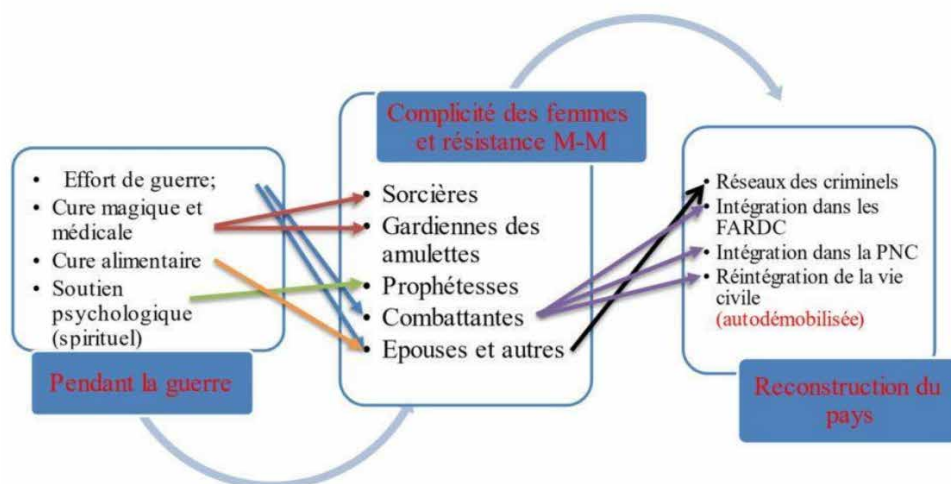 • Effort de guerre;
• Cure magique et
médicale
• Cure alimentaire
• Soutien
psychologique
(spirituel)
Pendant la guerre
Complicité des femmes
et résistance M-M
• Sorcières
• Gardiennes des
amulettes
• Prophétesses
• Combattantes
• Epouses et autres
• Réseaux des criminels
• Intégration dans les
FARDC
• Intégration dans la PNC
• Réintégration de la vie
civile
(autodémobilisée)
Reconstruction du
pays